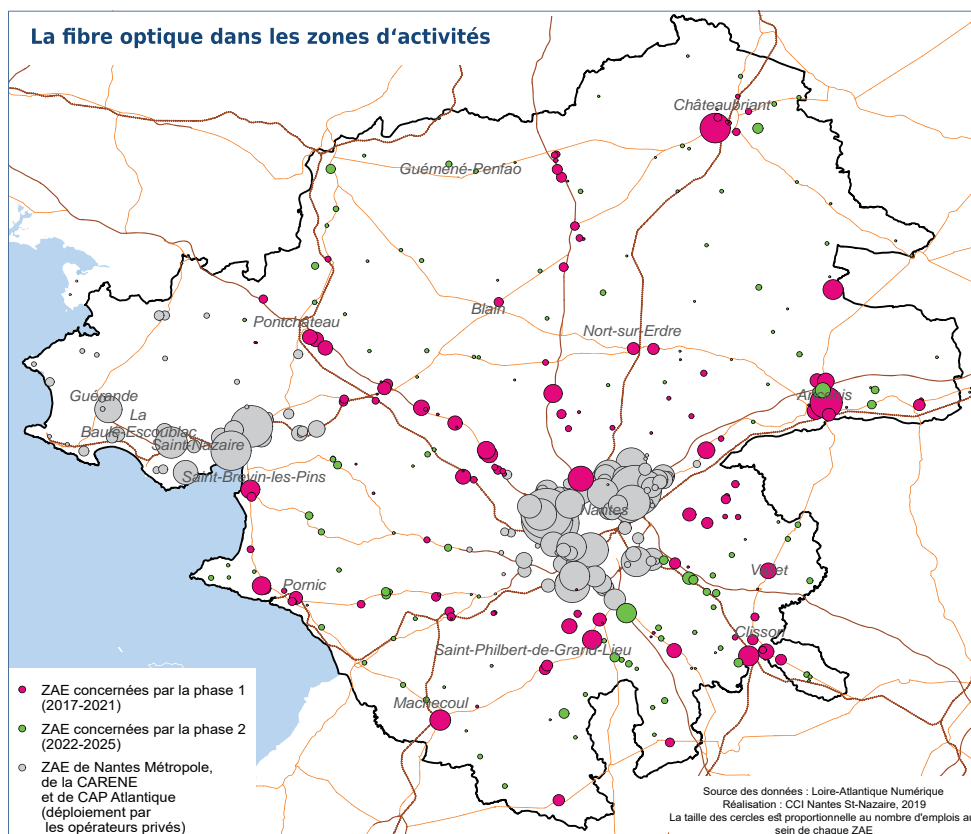 La fibre optique dans les zones d'activités
Châteaubriant
Guémené-Penfao
Blain
Nort-sur-Erdre
Pontchâteau
Ancenis
Guérande
La
Baule-Escoublac
Saint-Nazaire
Saint-Brévin-les-Pins
Nantes
Vallet
Pornic
Clisson
Saint-Philbert-de-Grand-Lieu
Machecoul
ZAE concernées par la phase 1
(2017-2021)
ZAE concernées par la phase 2
(2022-2025)
ZAE de Nantes Métropole,
de la CARENE
et de CAP Atlantique
(déploiement par
les opérateurs privés)
Source des données : Loire-Atlantique Numérique
Réalisation : CCI Nantes St-Nazaire, 2019
La taille des cercles est proportionnelle au nombre d'emplois au
sein de chaque ZAE